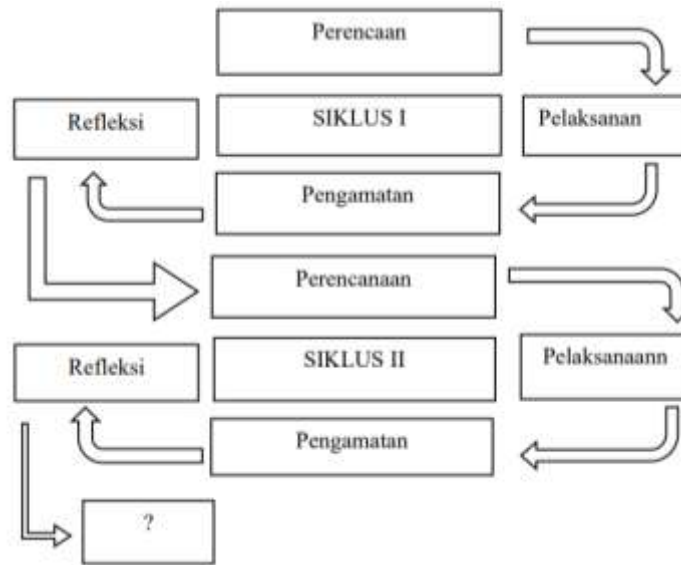 Perencaan
Refleksi
SIKLUS I
Pelaksanan
Pengamatan
Perencanaan
Refleksi
SIKLUS II
Pelaksanaann
Pengamatan
?